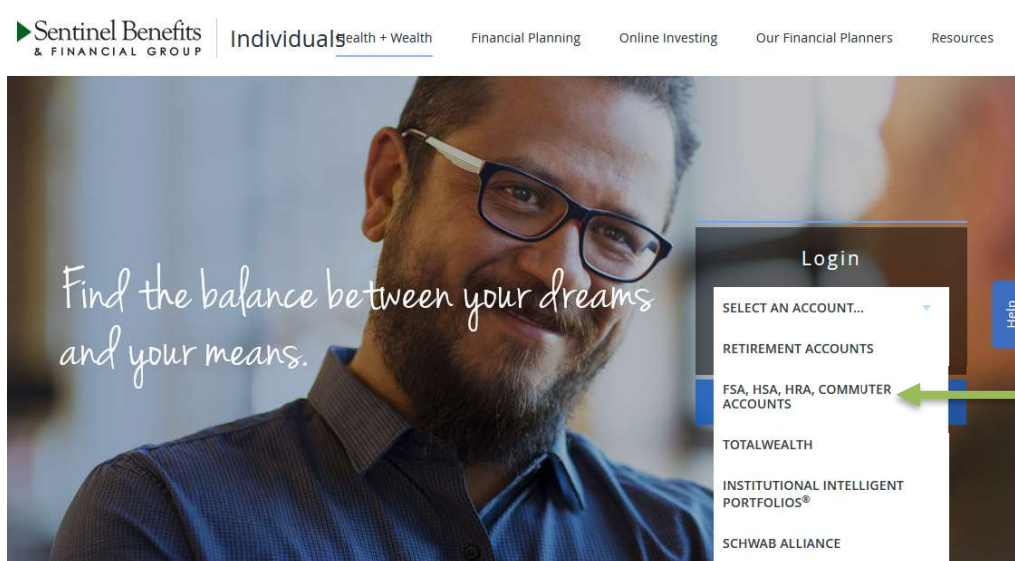 Sentinel Benefits
& FINANCIAL GROUP
Individuals
Health + Wealth
Financial Planning
Online Investing
Our Financial Planners
Resources
Find the balance between your dreams
and your means.
Login
SELECT AN ACCOUNT...
RETIREMENT ACCOUNTS
FSA, HSA, HRA, COMMUTER
ACCOUNTS
TOTALWEALTH
INSTITUTIONAL INTELLIGENT
PORTFOLIOS®
SCHWAB ALLIANCE
Help